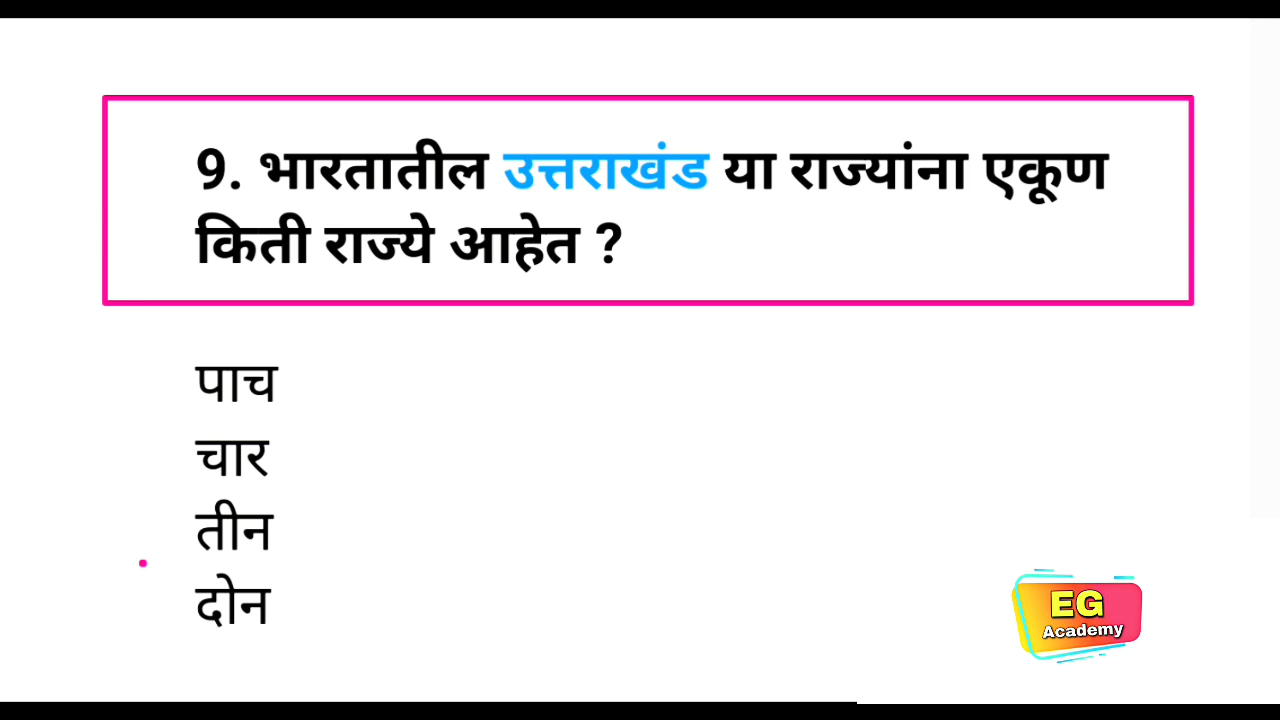 9. भारतातील उत्तराखंड या राज्यांना एकूण
किती राज्ये आहेत ?
पाच
चार
तीन
दोन
EG
Academy